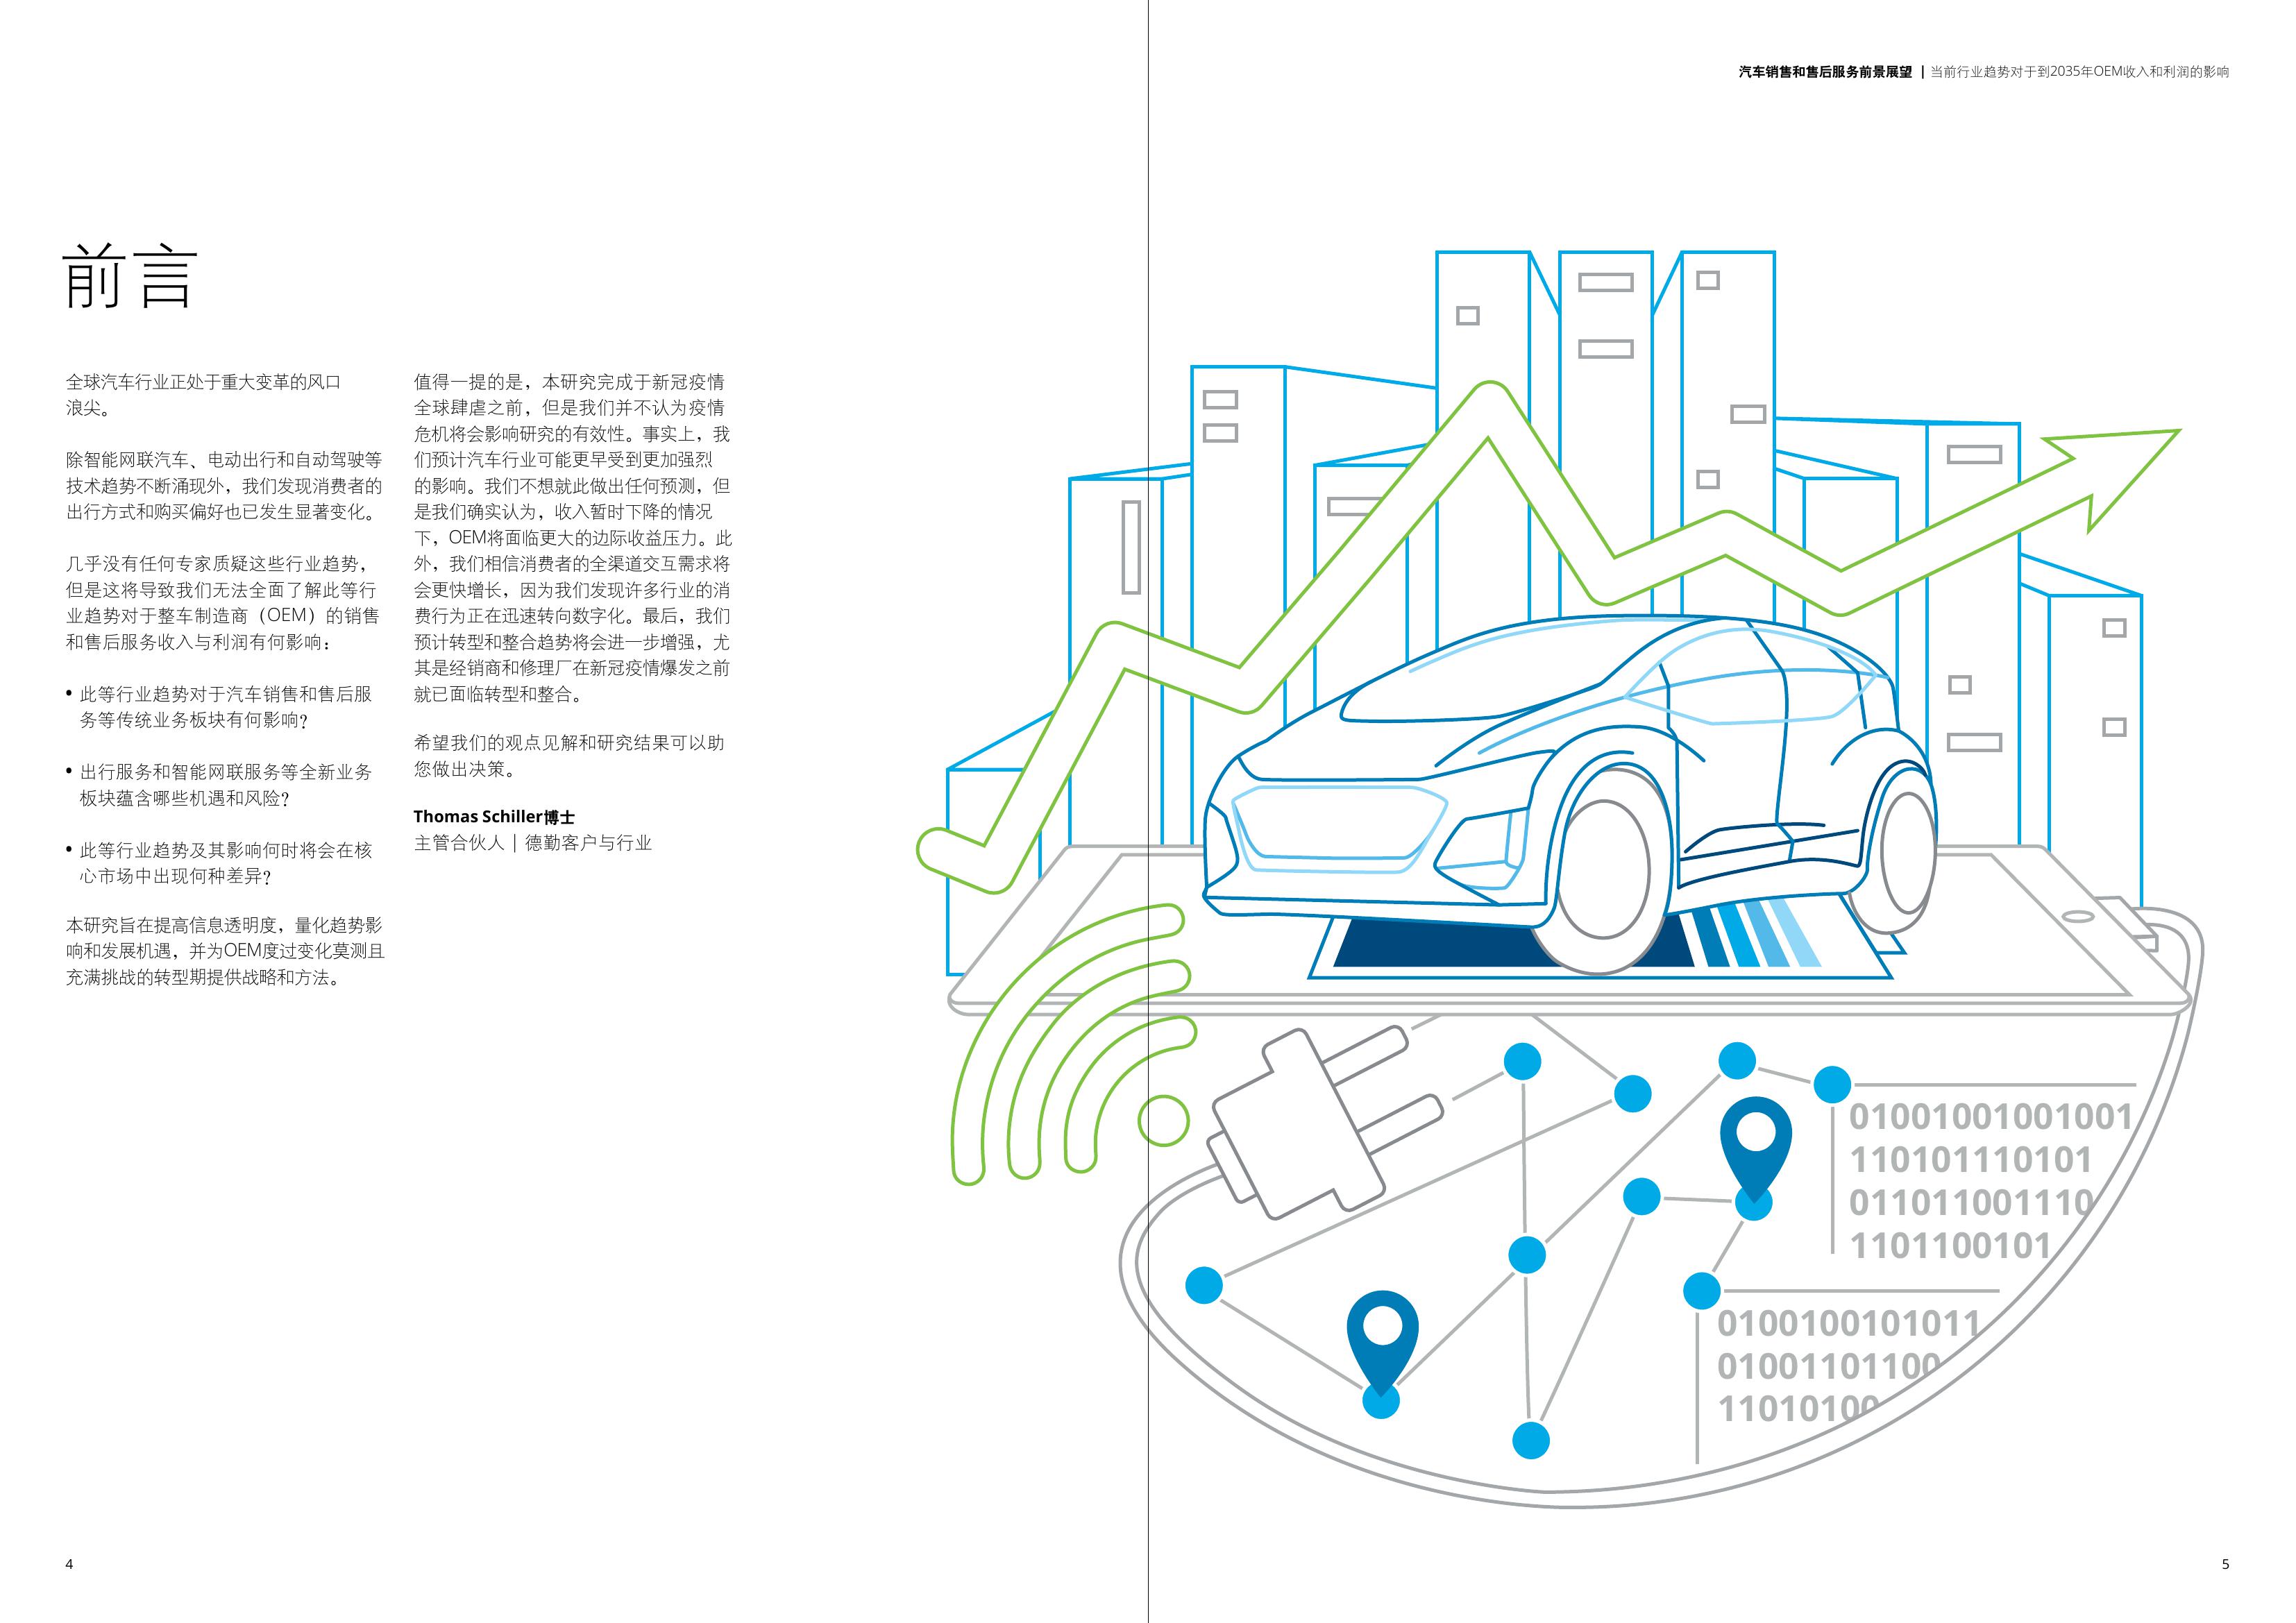 汽车销售和售后服务前景展望 | 当前行业趋势对于到2035年OEM收入和利润的影响
前言
全球汽车行业正处于重大变革的风口
浪尖。
除智能网联汽车、电动出行和自动驾驶等
技术趋势不断涌现外，我们发现消费者的
出行方式和购买偏好也已发生显著变化。
几乎没有任何专家质疑这些行业趋势，
但是这将导致我们无法全面了解此等行
业趋势对于整车制造商（OEM）的销售
和售后服务收入与利润有何影响：
• 此等行业趋势对于汽车销售和售后服
务等传统业务板块有何影响？
• 出行服务和智能网联服务等全新业务
板块蕴含哪些机遇和风险？
• 此等行业趋势及其影响何时将会在核
心市场中出现何种差异？
本研究旨在提高信息透明度，量化趋势影
响和发展机遇，并为OEM度过变化莫测且
充满挑战的转型期提供战略和方法。
值得一提的是，本研究完成于新冠疫情
全球肆虐之前，但是我们并不认为疫情
危机将会影响研究的有效性。事实上，我
们预计汽车行业可能更早受到更加强烈
的影响。我们不想就此做出任何预测，但
是我们确实认为，收入暂时下降的情况
下，OEM将面临更大的边际收益压力。此
外，我们相信消费者的全渠道交互需求将
会更快增长，因为我们发现许多行业的消
费行为正在迅速转向数字化。最后，我们
预计转型和整合趋势将会进一步增强，尤
其是经销商和修理厂在新冠疫情爆发之前
就已面临转型和整合。
希望我们的观点见解和研究结果可以助
您做出决策。
Thomas Schiller博士
主管合伙人 | 德勤客户与行业
01001001001001
110101110101
011011001110
1101100101
0100100101011
01001101100
11010100
4
5